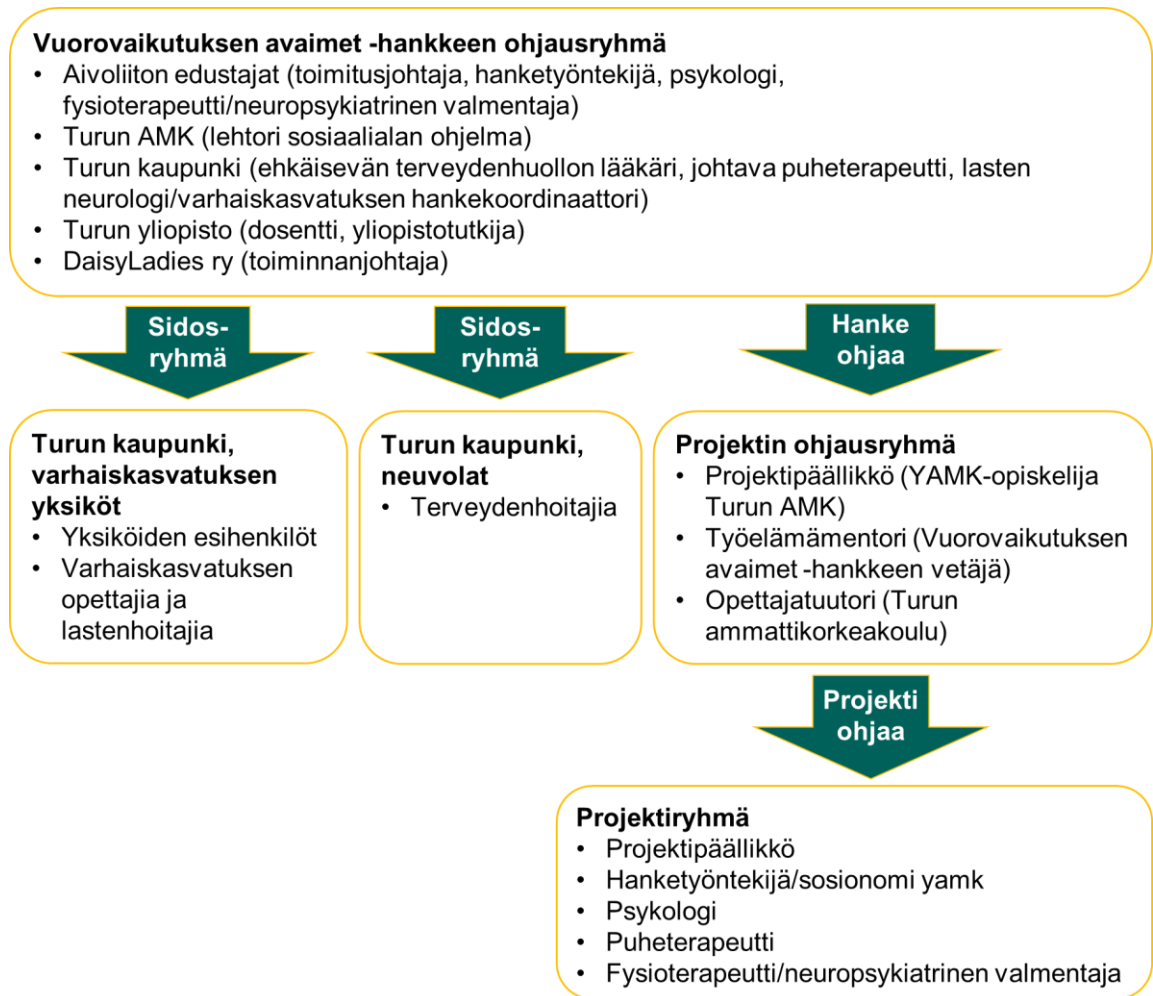 Vuorovaikutuksen avaimet -hankkeen ohjausryhmä
• Aivoliiton edustajat (toimitusjohtaja, hanketyöntekijä, psykologi,
fysioterapeutti/neuropsykiatrinen valmentaja)
• Turun AMK (lehtori sosiaalialan ohjelma)
• Turun kaupunki (ehkäisevän terveydenhuollon lääkäri, johtava puheterapeutti, lasten
neurologi/varhaiskasvatuksen hankekoordinaattori)
• Turun yliopisto (dosentti, yliopistotutkija)
• DaisyLadies ry (toiminnanjohtaja)
Sidos-
ryhmä
Sidos-
ryhmä
Hanke
ohjaa
Turun kaupunki,
varhaiskasvatuksen
yksiköt
• Yksiköiden esihenkilöt
• Varhaiskasvatuksen
opettajia ja
lastenhoitajia
Turun kaupunki,
neuvolat
• Terveydenhoitajia
Projektin ohjausryhmä
• Projektipäällikkö (YAMK-opiskelija
Turun AMK)
• Työelämämentori (Vuorovaikutuksen
avaimet -hankkeen vetäjä)
• Opettajatuutori (Turun
ammattikorkeakoulu)
Projekti
ohjaa
Projektiryhmä
• Projektipäällikkö
• Hanketyöntekijä/sosionomi yamk
• Psykologi
• Puheterapeutti
• Fysioterapeutti/neuropsykiatrinen valmentaja